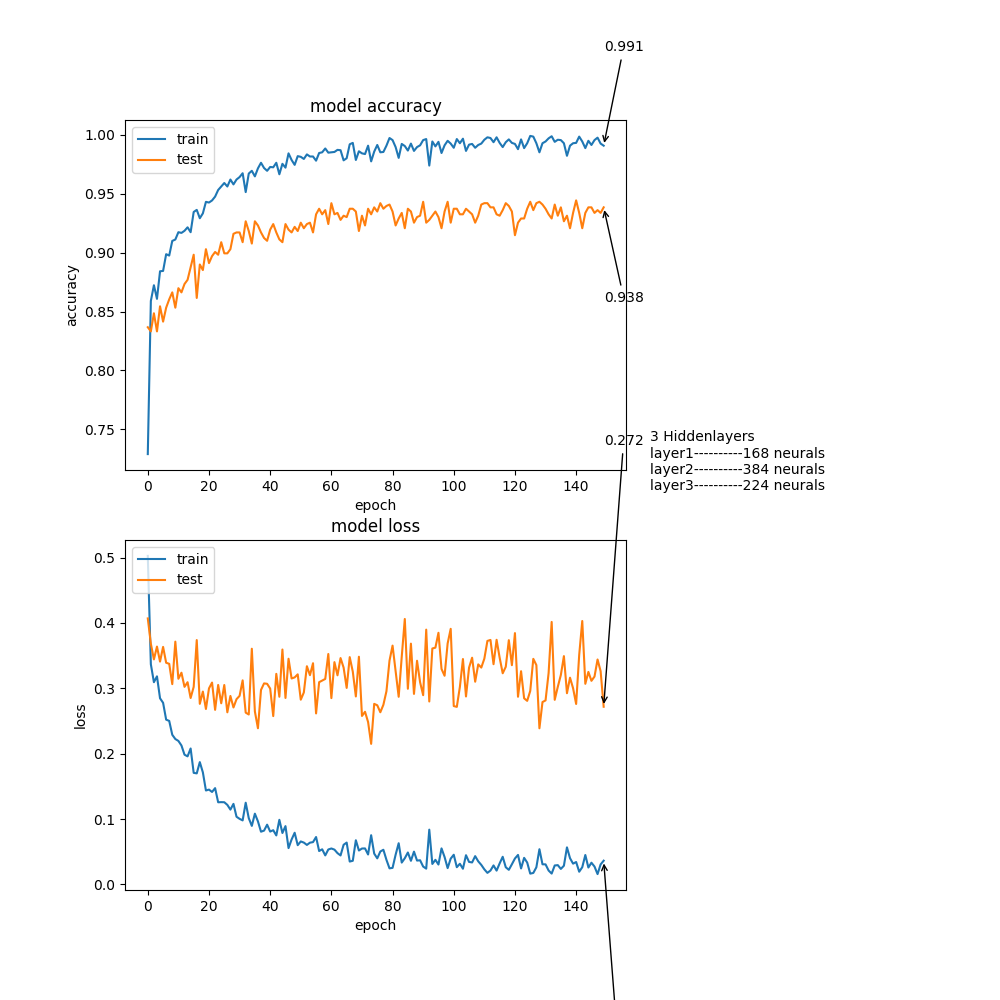 0.991
model accuracy
train
test
1.00
0.95
0.90
0.85
0.80
0.75
accuracy
0.938
0 20 40 60 80 100 120 140
epoch
0.272
3 Hiddenlayers
layer1----------168 neurals
layer2----------384 neurals
layer3----------224 neurals
model loss
train
test
0.5
0.4
0.3
0.2
0.1
0.0
loss
0 20 40 60 80 100 120 140
epoch